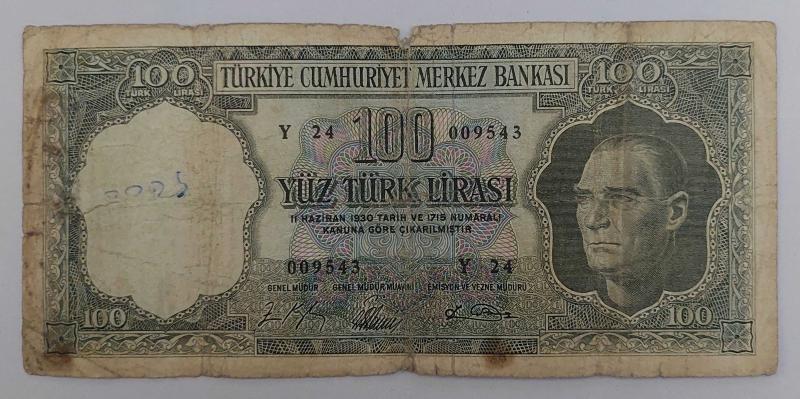 100 100
TÜRK LİRASI TÜRK LİRASI
TÜRKİYE CUMHURİYET MERKEZ BANKASI
Y 24 100 009543
YÜZ TÜRK LİRASI
11 HAZİRAN 1930 TARİH VE 1715 NUMARALI
KANUNA GÖRE ÇIKARILMIŞTIR
009543 Y 24
GENEL MÜDÜR GENEL MÜDÜR MUAVİNİ EMİSYON VE VEZNE MÜDÜRÜ
100 100